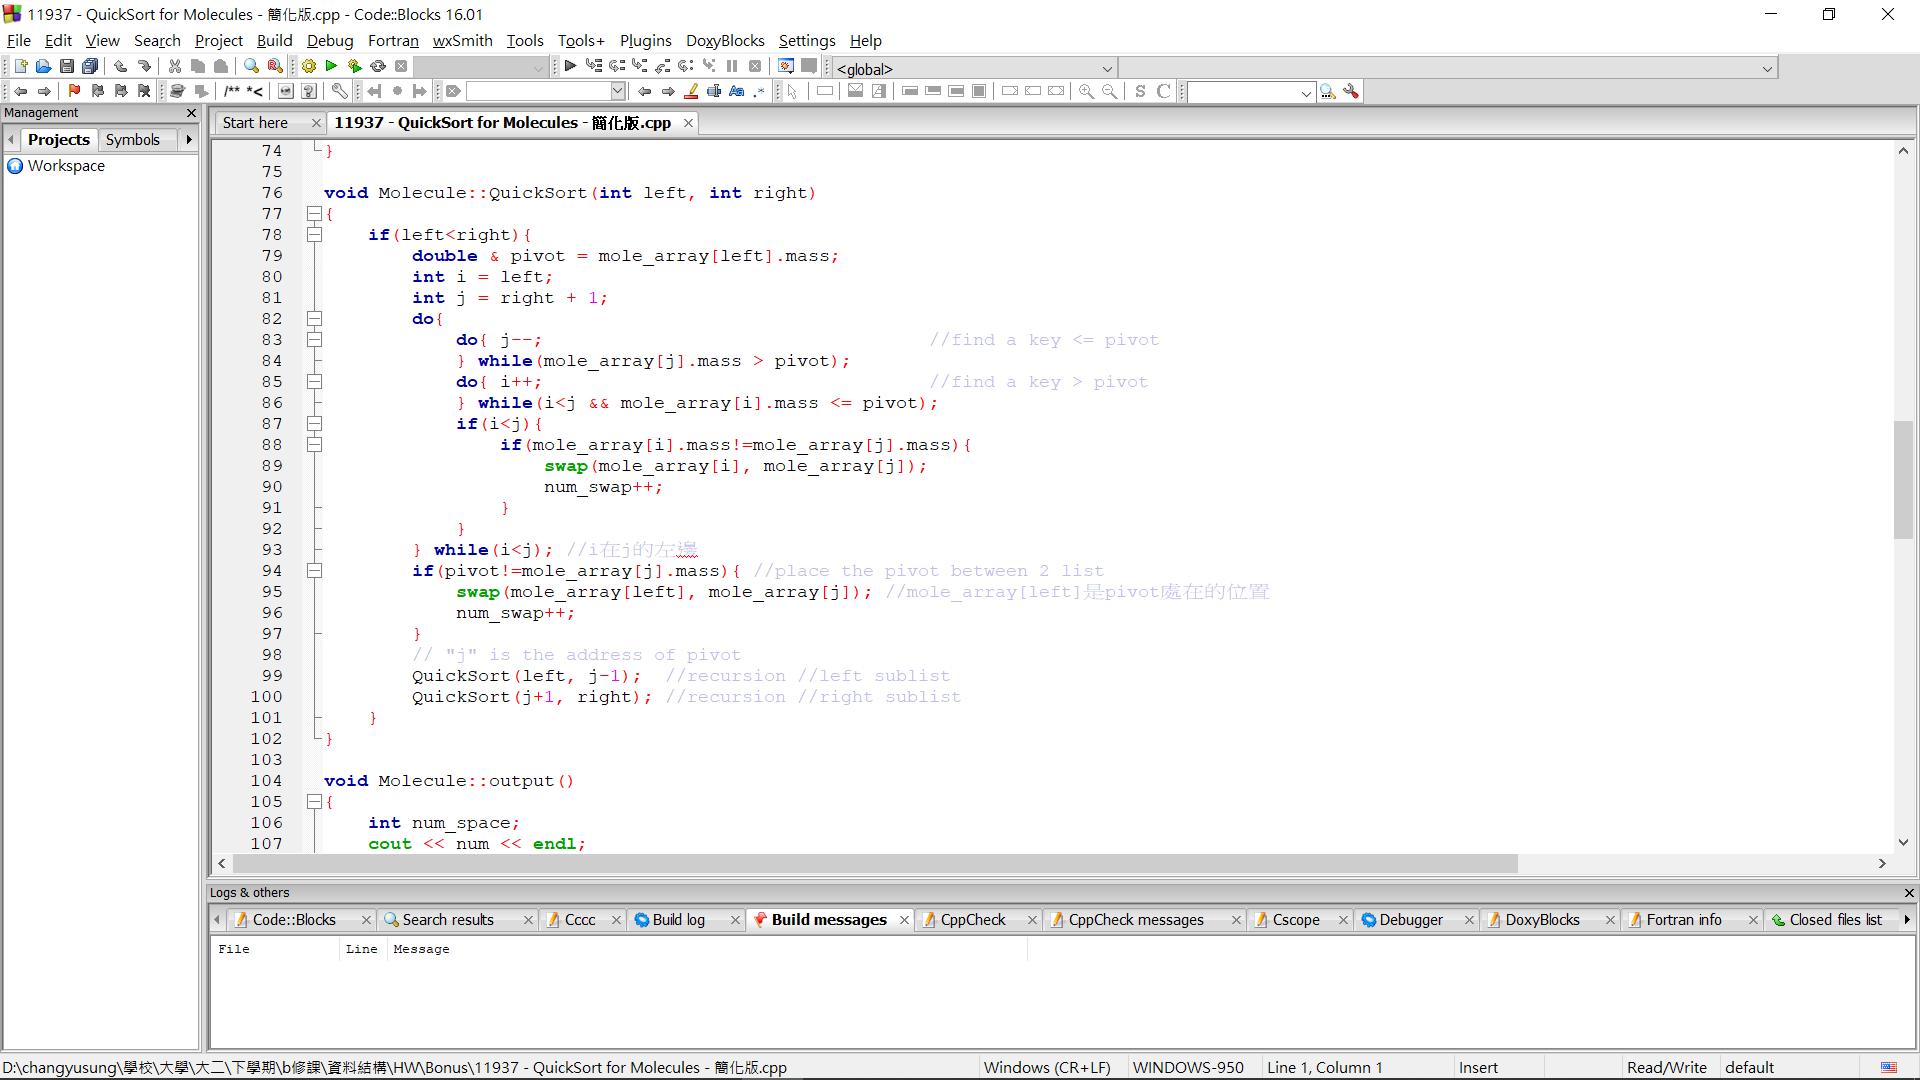 11937 - QuickSort for Molecules - 簡化版.cpp - Code::Blocks 16.01
File Edit View Search Project Build Debug Fortran wxSmith Tools Tools+ Plugins DoxyBlocks Settings Help
<global>
/** *<
Aa .*
S C
Management
Start here
11937 - QuickSort for Molecules - 簡化版.cpp
Projects Symbols
Workspace
74 }
75
76 void Molecule::QuickSort(int left, int right)
77 {
78     if(left<right){
79         double & pivot = mole_array[left].mass;
80         int i = left;
81         int j = right + 1;
82         do{
83             do{ j--;                                   //find a key <= pivot
84             } while(mole_array[j].mass > pivot);
85             do{ i++;                                   //find a key > pivot
86             } while(i<j && mole_array[i].mass <= pivot);
87             if(i<j){
88                 if(mole_array[i].mass!=mole_array[j].mass){
89                     swap(mole_array[i], mole_array[j]);
90                     num_swap++;
91                 }
92             }
93         } while(i<j); //i在j的左邊
94         if(pivot!=mole_array[j].mass){ //place the pivot between 2 list
95             swap(mole_array[left], mole_array[j]); //mole_array[left]是pivot處在的位置
96             num_swap++;
97         }
98         // "j" is the address of pivot
99         QuickSort(left, j-1);  //recursion //left sublist
100         QuickSort(j+1, right); //recursion //right sublist
101     }
102 }
103
104 void Molecule::output()
105 {
106     int num_space;
107     cout << num << endl;
Logs & others
Code::Blocks Search results Cccc Build log Build messages CppCheck CppCheck messages Cscope Debugger DoxyBlocks Fortran info Closed files list
File Line Message
D:\changyusung\學校\大學\大二\下學期\b修課\資料結構\HW\Bonus\11937 - QuickSort for Molecules - 簡化版.cpp Windows (CR+LF) WINDOWS-950 Line 1, Column 1 Insert Read/Write default